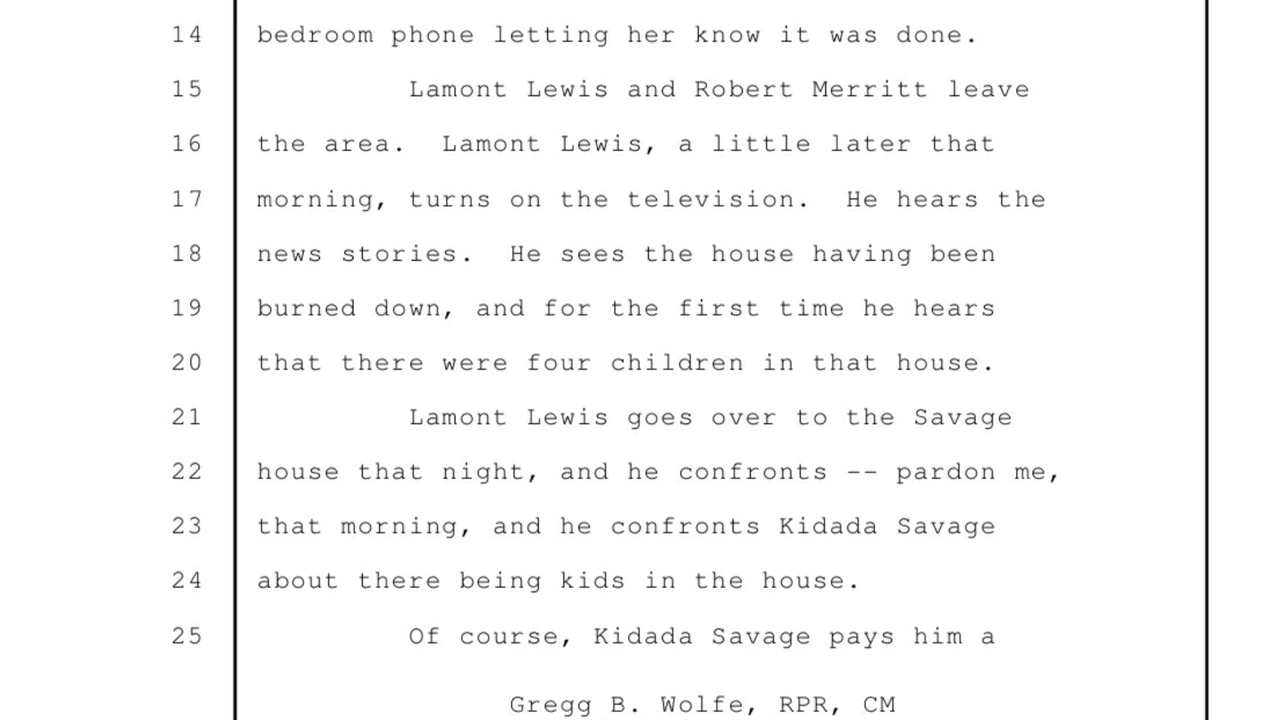 14 bedroom phone letting her know it was done.
15 Lamont Lewis and Robert Merritt leave
16 the area. Lamont Lewis, a little later that
17 morning, turns on the television. He hears the
18 news stories. He sees the house having been
19 burned down, and for the first time he hears
20 that there were four children in that house.
21 Lamont Lewis goes over to the Savage
22 house that night, and he confronts -- pardon me,
23 that morning, and he confronts Kidada Savage
24 about there being kids in the house.
25 Of course, Kidada Savage pays him a
Gregg B. Wolfe, RPR, CM